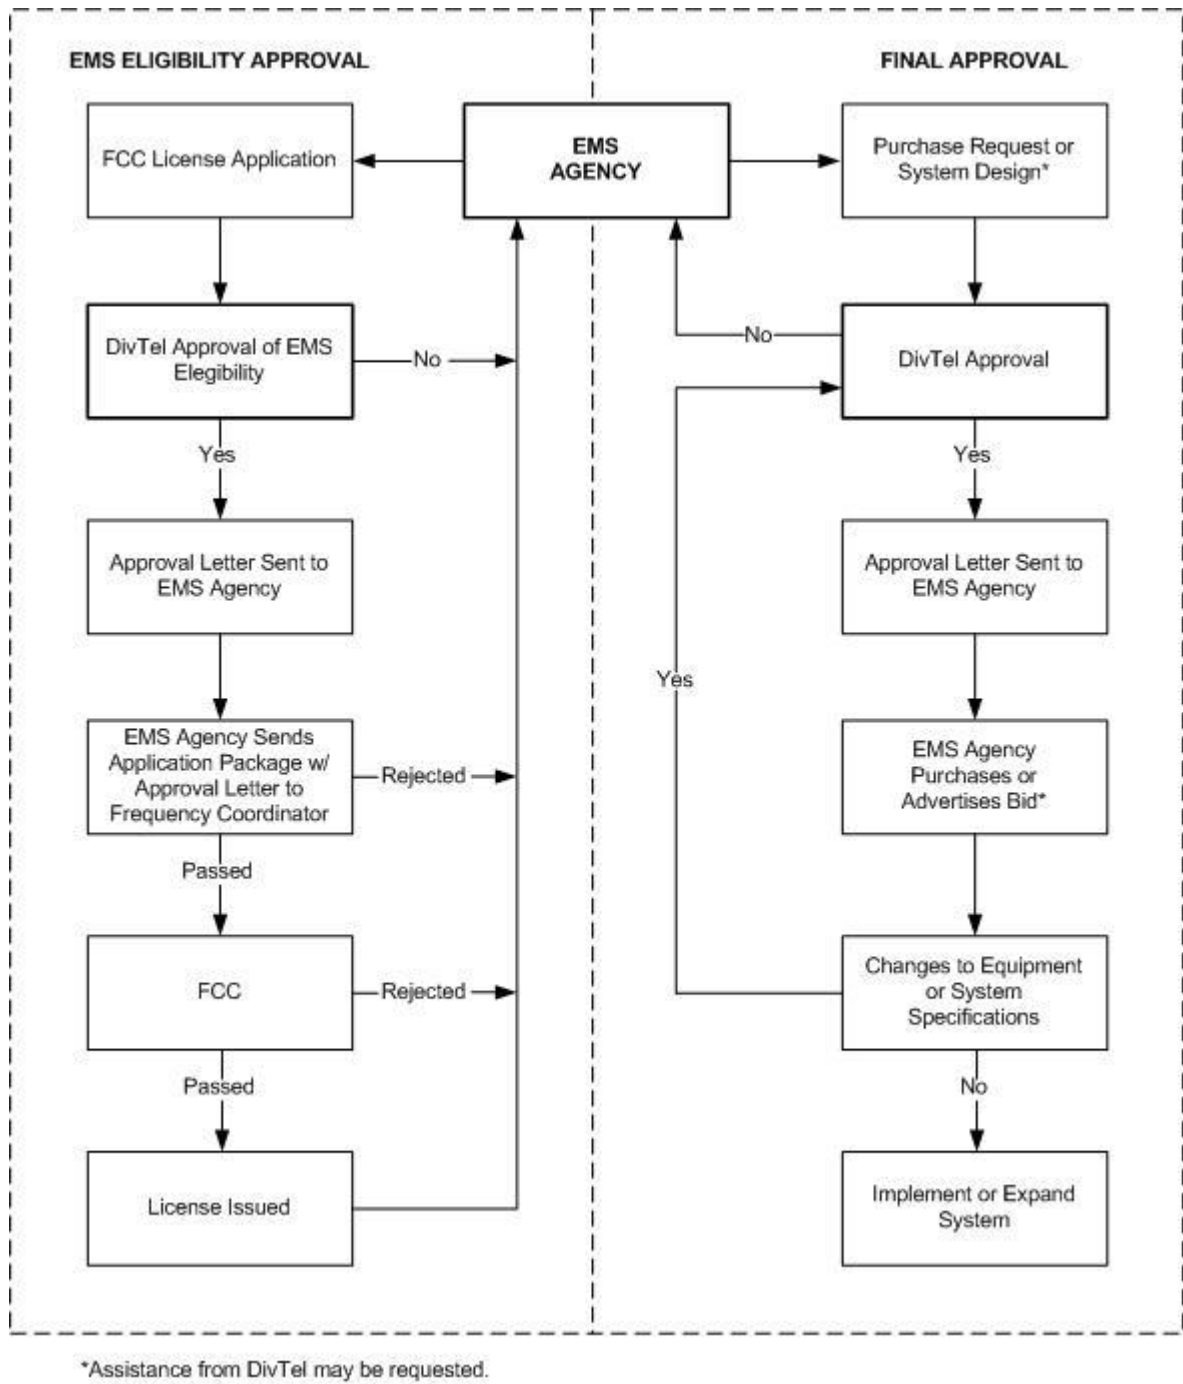 EMS ELIGIBILITY APPROVAL
FINAL APPROVAL
FCC License Application
EMS
AGENCY
Purchase Request or
System Design*
DivTel Approval of EMS
Elegibility
No
No
DivTel Approval
Yes
Yes
Approval Letter Sent to
EMS Agency
Approval Letter Sent to
EMS Agency
Yes
EMS Agency Sends
Application Package w/
Approval Letter to
Frequency Coordinator
Rejected
EMS Agency
Purchases or
Advertises Bid*
Passed
FCC
Rejected
Changes to Equipment
or System
Specifications
Passed
No
License Issued
Implement or Expand
System
*Assistance from DivTel may be requested.